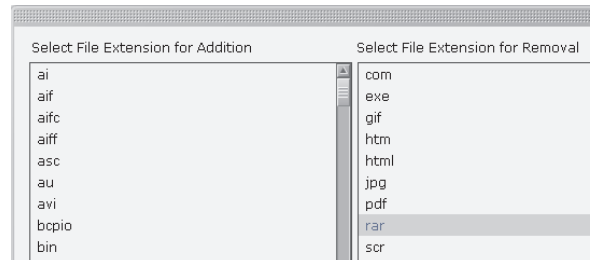 Select File Extension for Addition
ai
aif
aifc
aiff
asc
au
avi
bcpio
bin
Select File Extension for Removal
com
exe
gif
htm
html
jpg
pdf
rar
scr